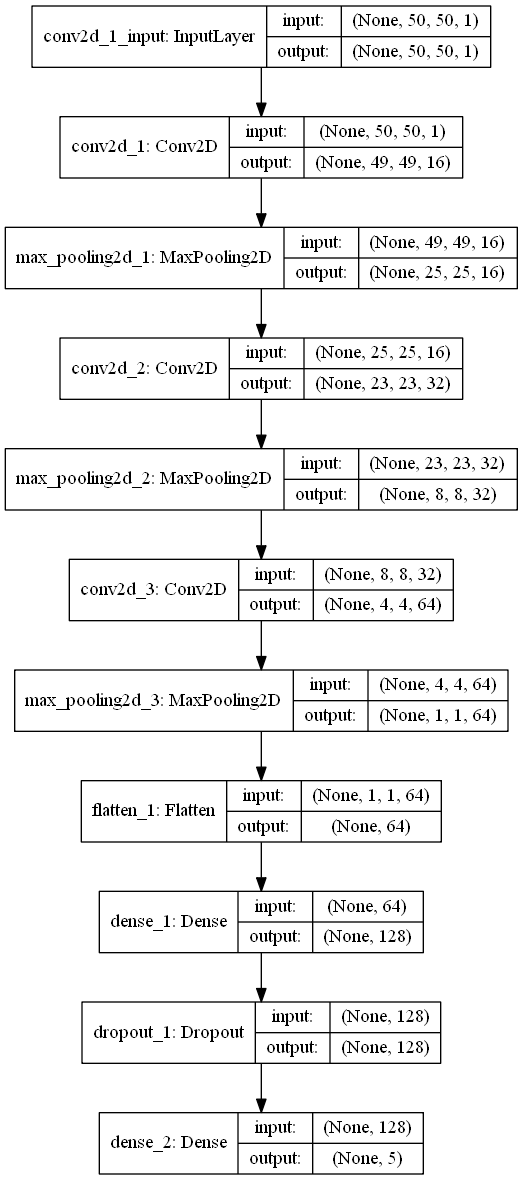 conv2d_1_input: InputLayer input: (None, 50, 50, 1)
output: (None, 50, 50, 1)
conv2d_1: Conv2D input: (None, 50, 50, 1)
output: (None, 49, 49, 16)
max_pooling2d_1: MaxPooling2D input: (None, 49, 49, 16)
output: (None, 25, 25, 16)
conv2d_2: Conv2D input: (None, 25, 25, 16)
output: (None, 23, 23, 32)
max_pooling2d_2: MaxPooling2D input: (None, 23, 23, 32)
output: (None, 8, 8, 32)
conv2d_3: Conv2D input: (None, 8, 8, 32)
output: (None, 4, 4, 64)
max_pooling2d_3: MaxPooling2D input: (None, 4, 4, 64)
output: (None, 1, 1, 64)
flatten_1: Flatten input: (None, 1, 1, 64)
output: (None, 64)
dense_1: Dense input: (None, 64)
output: (None, 128)
dropout_1: Dropout input: (None, 128)
output: (None, 128)
dense_2: Dense input: (None, 128)
output: (None, 5)